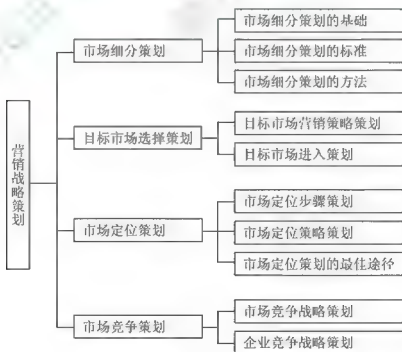 营销战略策划
市场细分策划
市场细分策划的基础
市场细分策划的标准
市场细分策划的方法
目标市场选择策划
目标市场营销策略策划
目标市场进入策划
市场定位策划
市场定位步骤策划
市场定位策略策划
市场定位策划的最佳途径
市场竞争策划
市场竞争战略策划
企业竞争战略策划